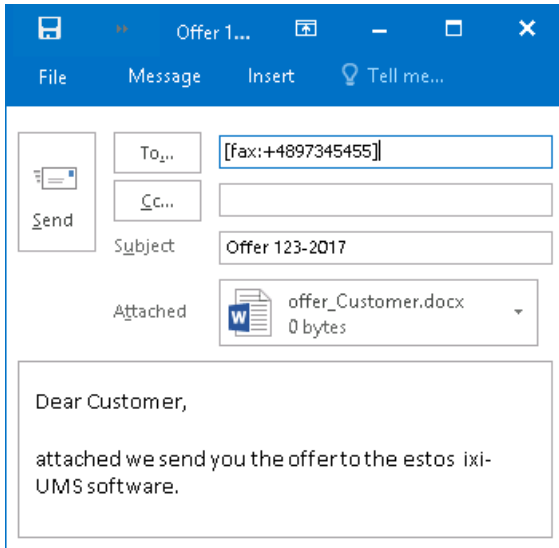 Offer 1...
File Message Insert Tell me...
To... [fax:+4897345455]
Cc...
Send
Subject Offer 123-2017
Attached offer_Customer.docx
0 bytes
Dear Customer,
attached we send you the offer to the estos ixi-
UMS software.